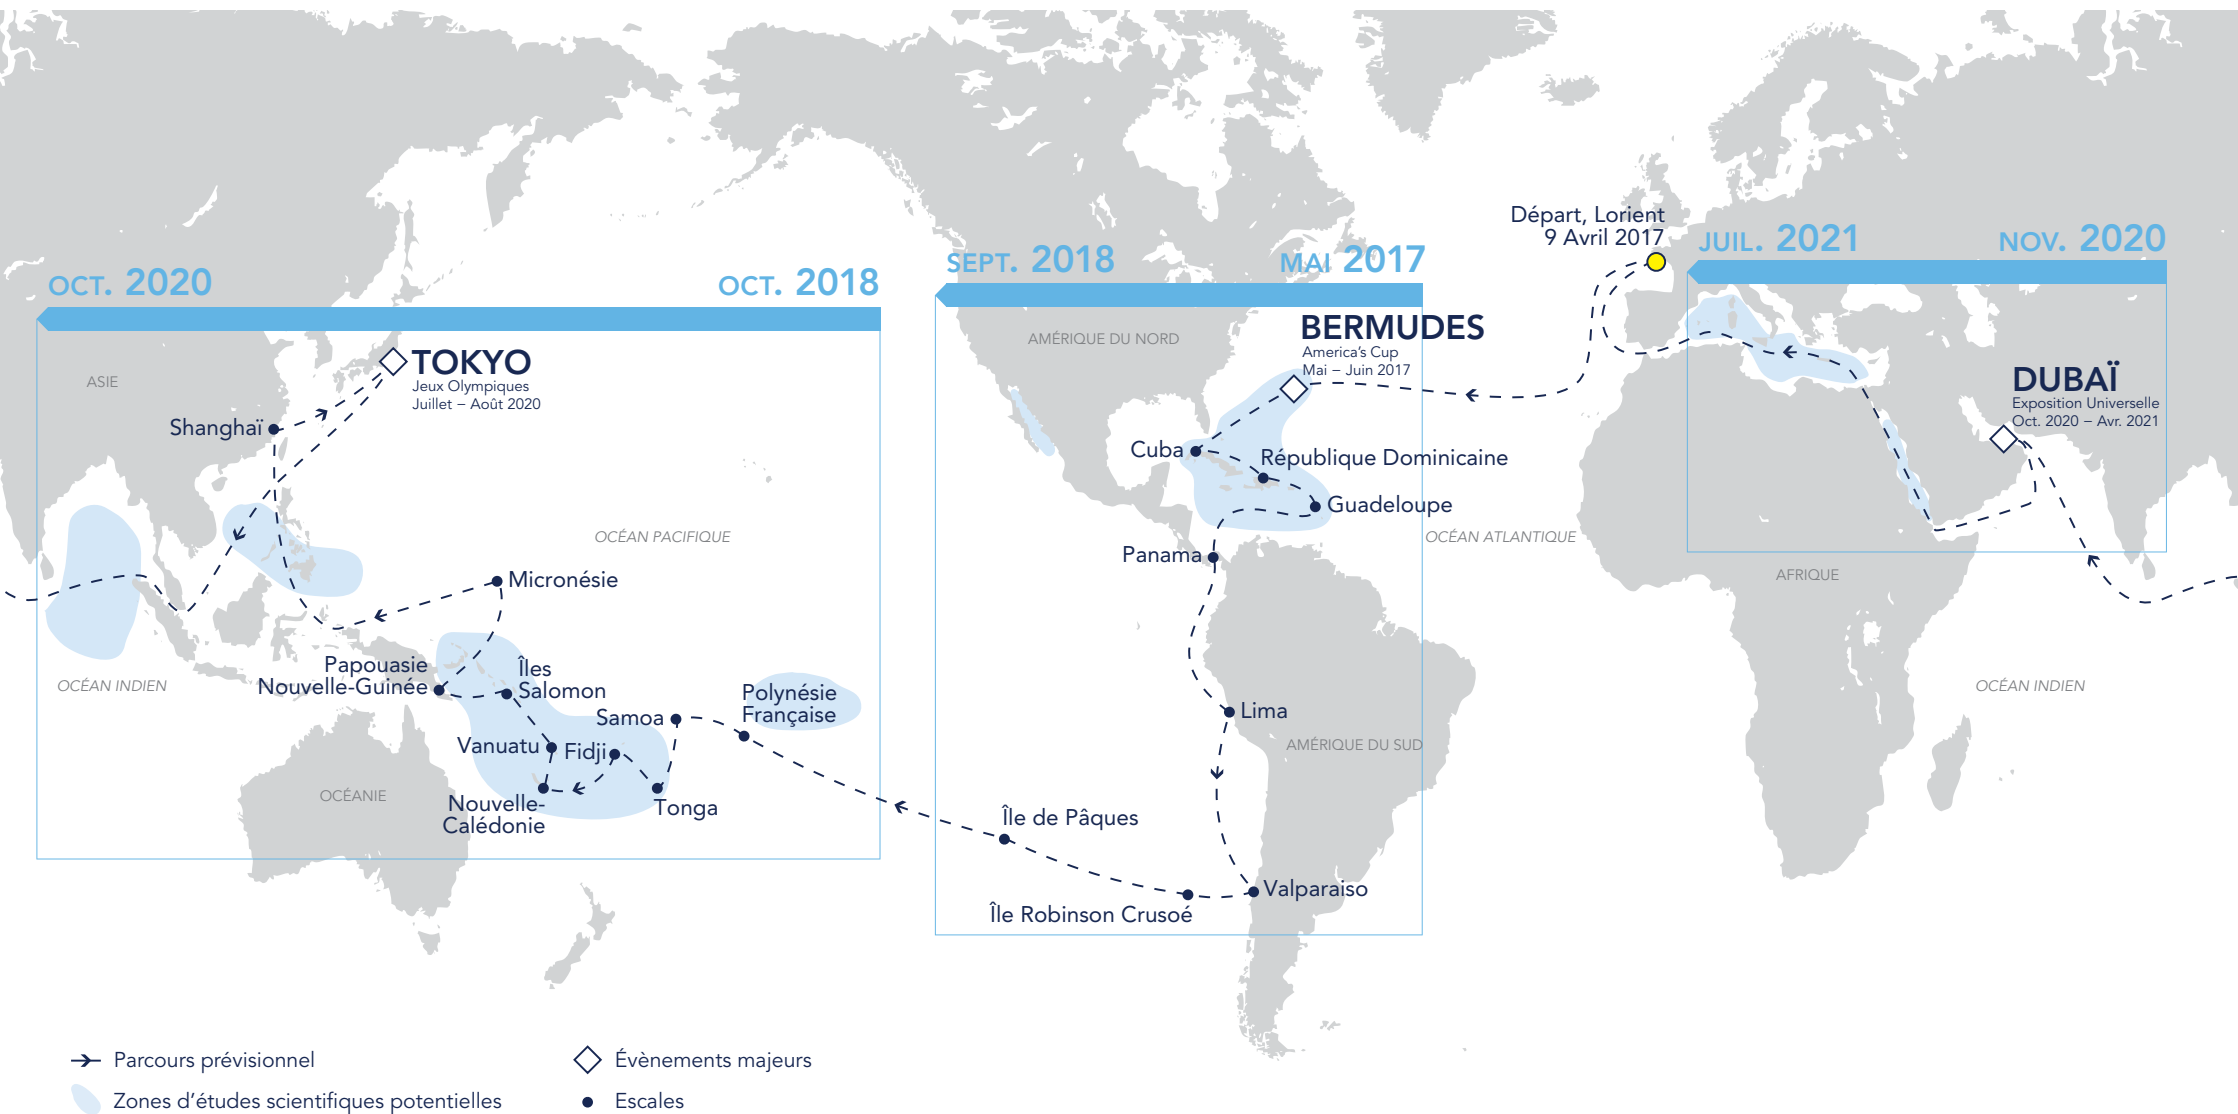 Départ, Lorient
9 Avril 2017
JUIL. 2021
NOV. 2020
SEPT. 2018
MAI 2017
OCT. 2020
OCT. 2018
BERMUDES
America's Cup
Mai – Juin 2017
AMÉRIQUE DU NORD
TOKYO
Jeux Olympiques
Juillet – Août 2020
ASIE
DUBAÏ
Exposition Universelle
Oct. 2020 – Avr. 2021
Shanghaï
Cuba
République Dominicaine
Guadeloupe
OCÉAN PACIFIQUE
OCÉAN ATLANTIQUE
Panama
Micronésie
AFRIQUE
Papouasie
Nouvelle-Guinée
Îles
Salomon
OCÉAN INDIEN
Polynésie
Française
OCÉAN INDIEN
Samoa
Lima
Vanuatu
Fidji
AMÉRIQUE DU SUD
OCÉANIE
Nouvelle-
Calédonie
Tonga
Île de Pâques
Valparaiso
Île Robinson Crusoé
Parcours prévisionnel
Évènements majeurs
Zones d'études scientifiques potentielles
Escales